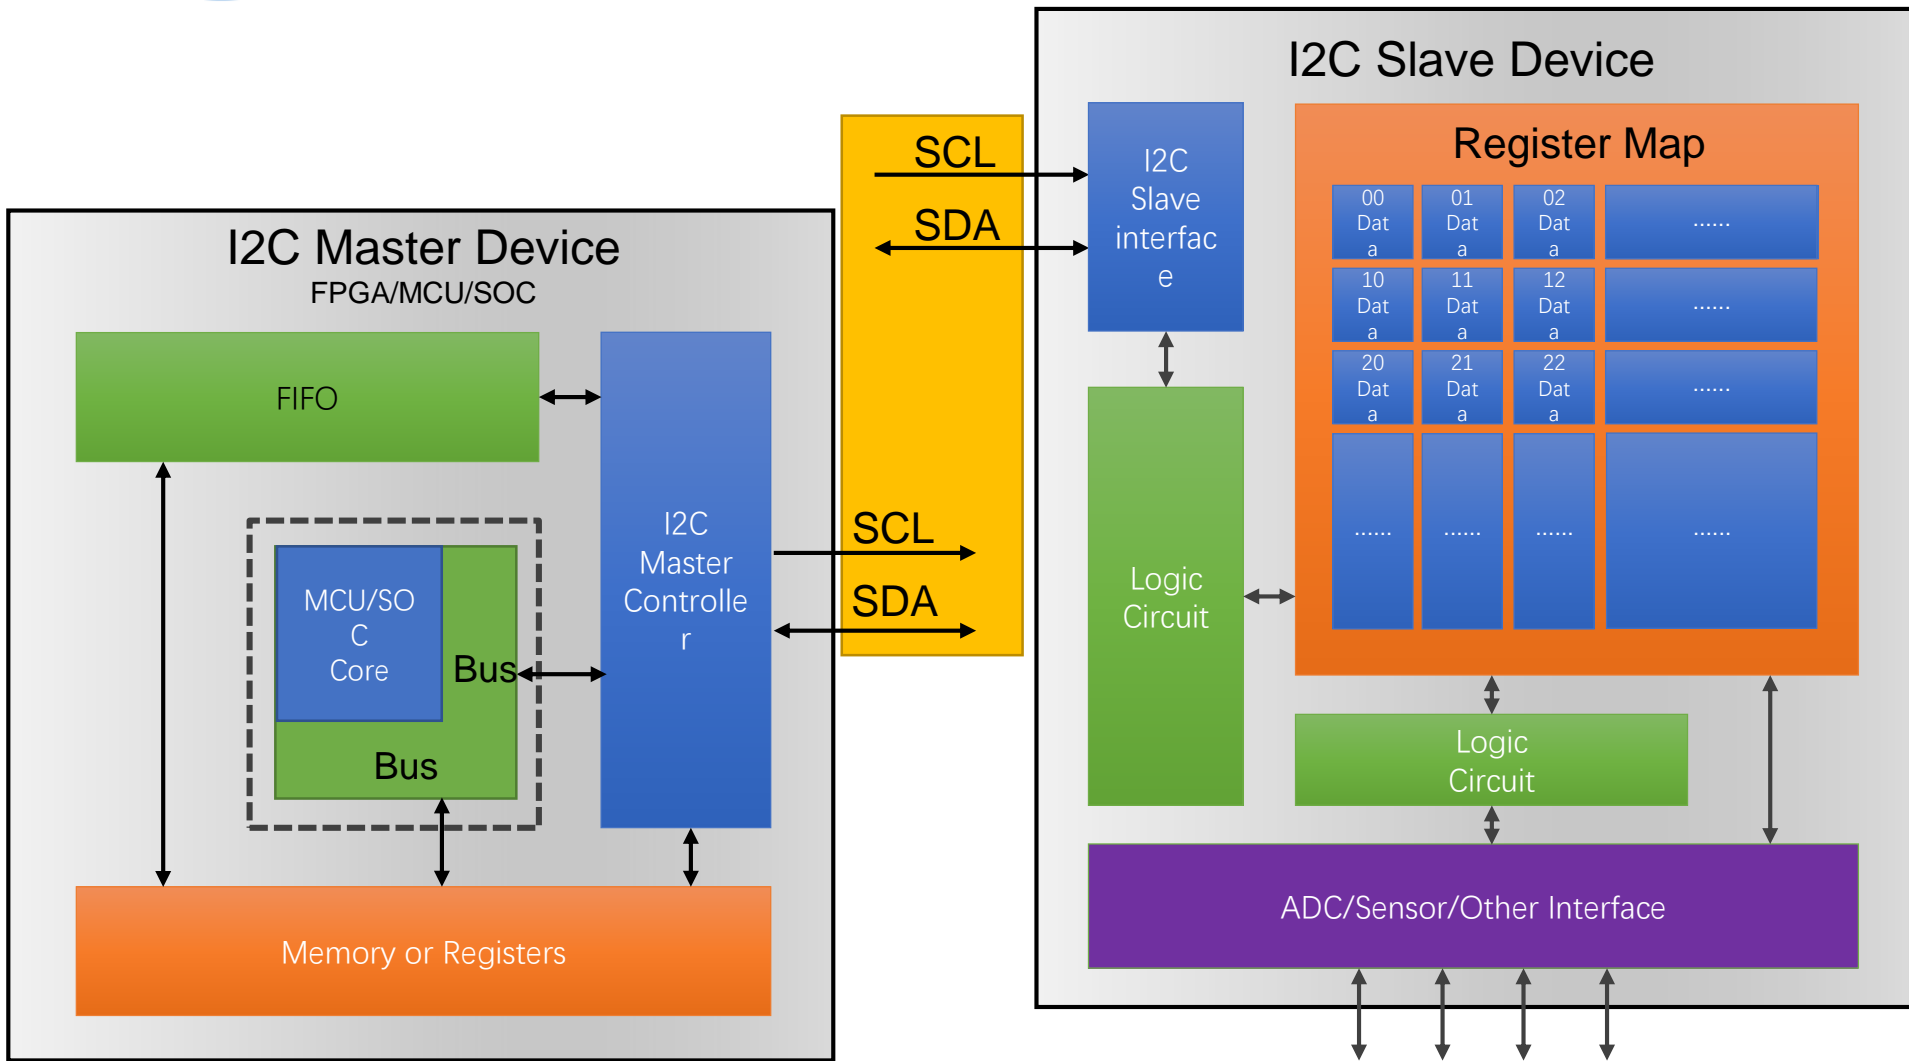 I2C Master Device
FPGA/MCU/SOC
FIFO
MCU/SO
C
Core
Bus
Bus
I2C
Master
Controlle
r
Memory or Registers
SCL
SDA
SCL
SDA
I2C Slave Device
I2C
Slave
interfac
e
Logic
Circuit
Register Map
00
Dat
a
01
Dat
a
02
Dat
a
......
10
Dat
a
11
Dat
a
12
Dat
a
......
20
Dat
a
21
Dat
a
22
Dat
a
......
......
......
......
......
Logic
Circuit
ADC/Sensor/Other Interface